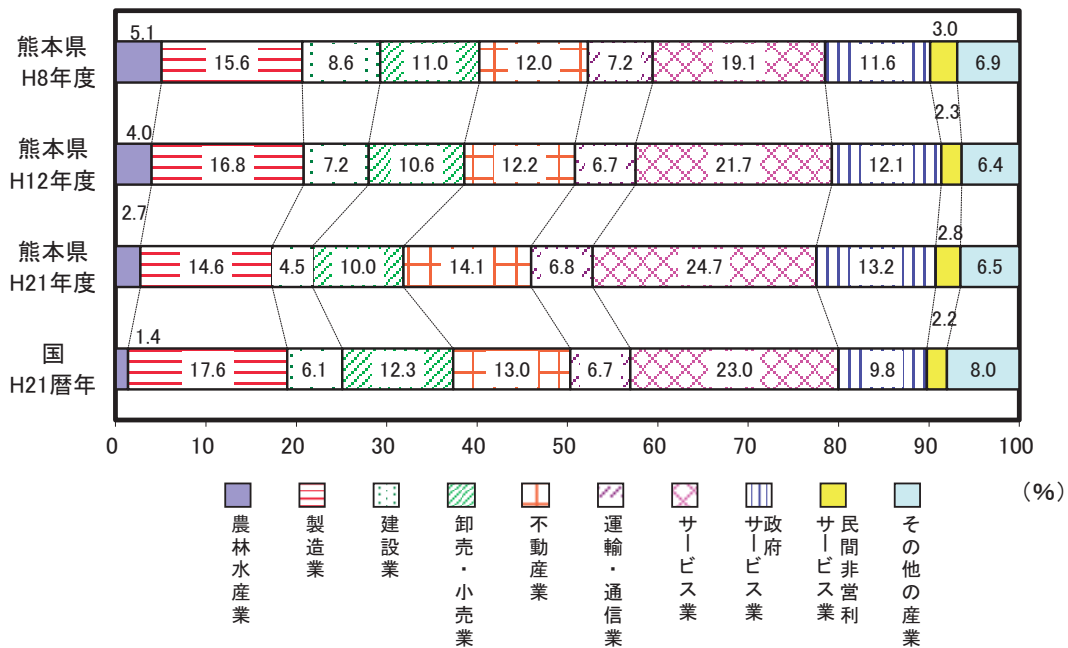 5.1
3.0
熊本県
H8年度
15.6 8.6 11.0 12.0 7.2 19.1 11.6 6.9
4.0
2.3
熊本県
H12年度
16.8 7.2 10.6 12.2 6.7 21.7 12.1 6.4
2.7
2.8
熊本県
H21年度
14.6 4.5 10.0 14.1 6.8 24.7 13.2 6.5
1.4
2.2
国
H21暦年
17.6 6.1 12.3 13.0 6.7 23.0 9.8 8.0
0 10 20 30 40 50 60 70 80 90 100
(%)
農林水産業
製造業
建設業
卸売・小売業
不動産業
運輸・通信業
サービス業
政府
サービス業
民間非営利
サービス業
その他の産業